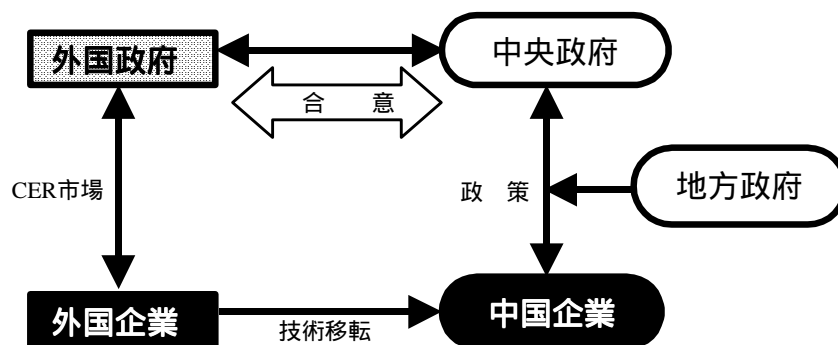 外国政府
中央政府
合　意
CER市場
政　策
地方政府
外国企業
技術移転
中国企業